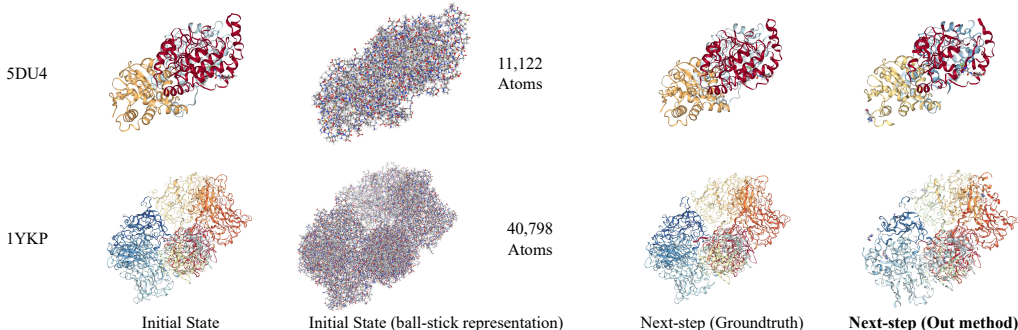 5DU4
11,122
Atoms
1YKP
40,798
Atoms
Initial State
Initial State (ball-stick representation)
Next-step (Groundtruth)
Next-step (Out method)